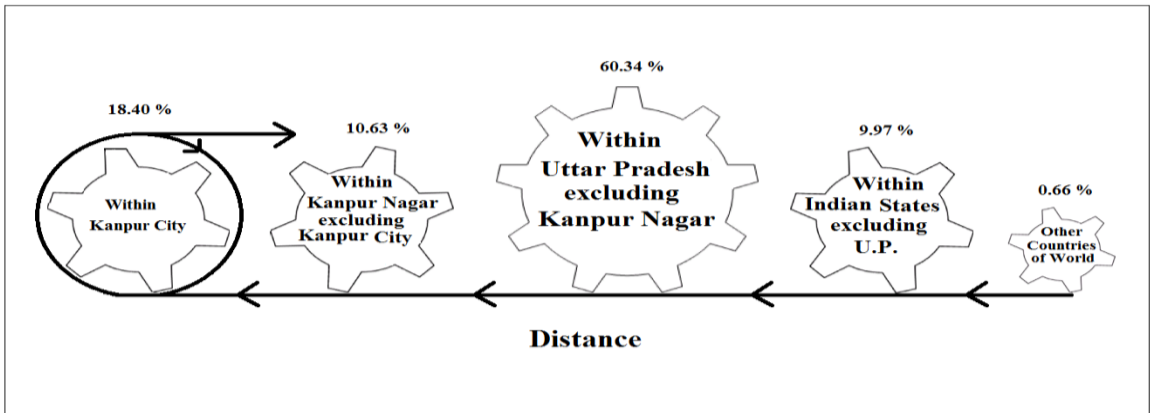 18.40 %
Within
Kanpur City
10.63 %
Within
Kanpur Nagar
excluding
Kanpur City
60.34 %
Within
Uttar Pradesh
excluding
Kanpur Nagar
9.97 %
Within
Indian States
excluding
U.P.
0.66 %
Other
Countries
of World
Distance